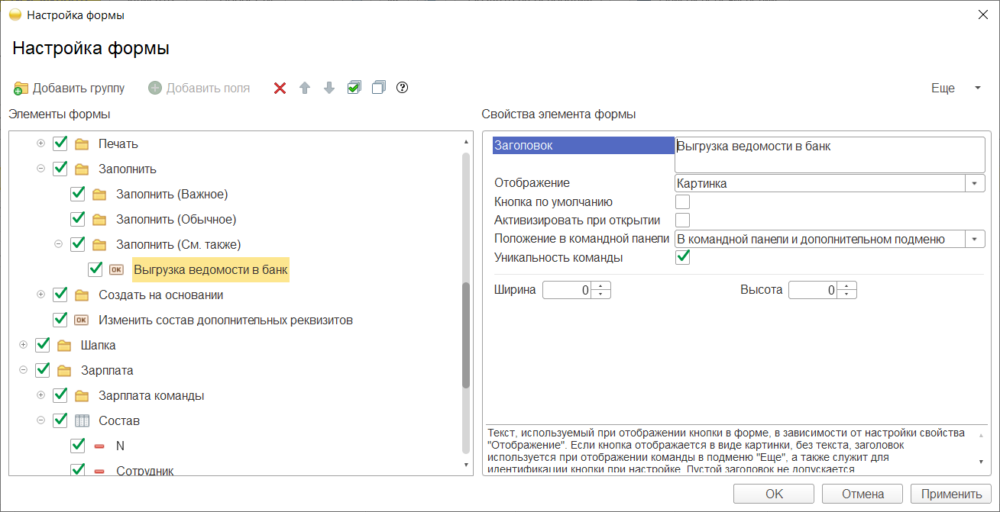 Настройка формы
Настройка формы
Добавить группу
Добавить поля
Еще
Элементы формы
Свойства элемента формы
Печать
Заполнить
Заполнить (Важное)
Заполнить (Обычное)
Заполнить (См. также)
OK Выгрузка ведомости в банк
Создать на основании
OK Изменить состав дополнительных реквизитов
Шапка
Зарплата
Зарплата команды
Состав
N
Сотрудник
Заголовок
Выгрузка ведомости в банк
Отображение
Картинка
Кнопка по умолчанию
Активизировать при открытии
Положение в командной панели
В командной панели и дополнительном подменю
Уникальность команды
Ширина 0
Высота 0
Текст, используемый при отображении кнопки в форме, в зависимости от настройки свойства
"Отображение". Если кнопка отображается в виде картинки, без текста, заголовок
используется при отображении команды в подменю "Еще", а также служит для
идентификации кнопки при настройке. Пустой заголовок не допускается
OK
Отмена
Применить